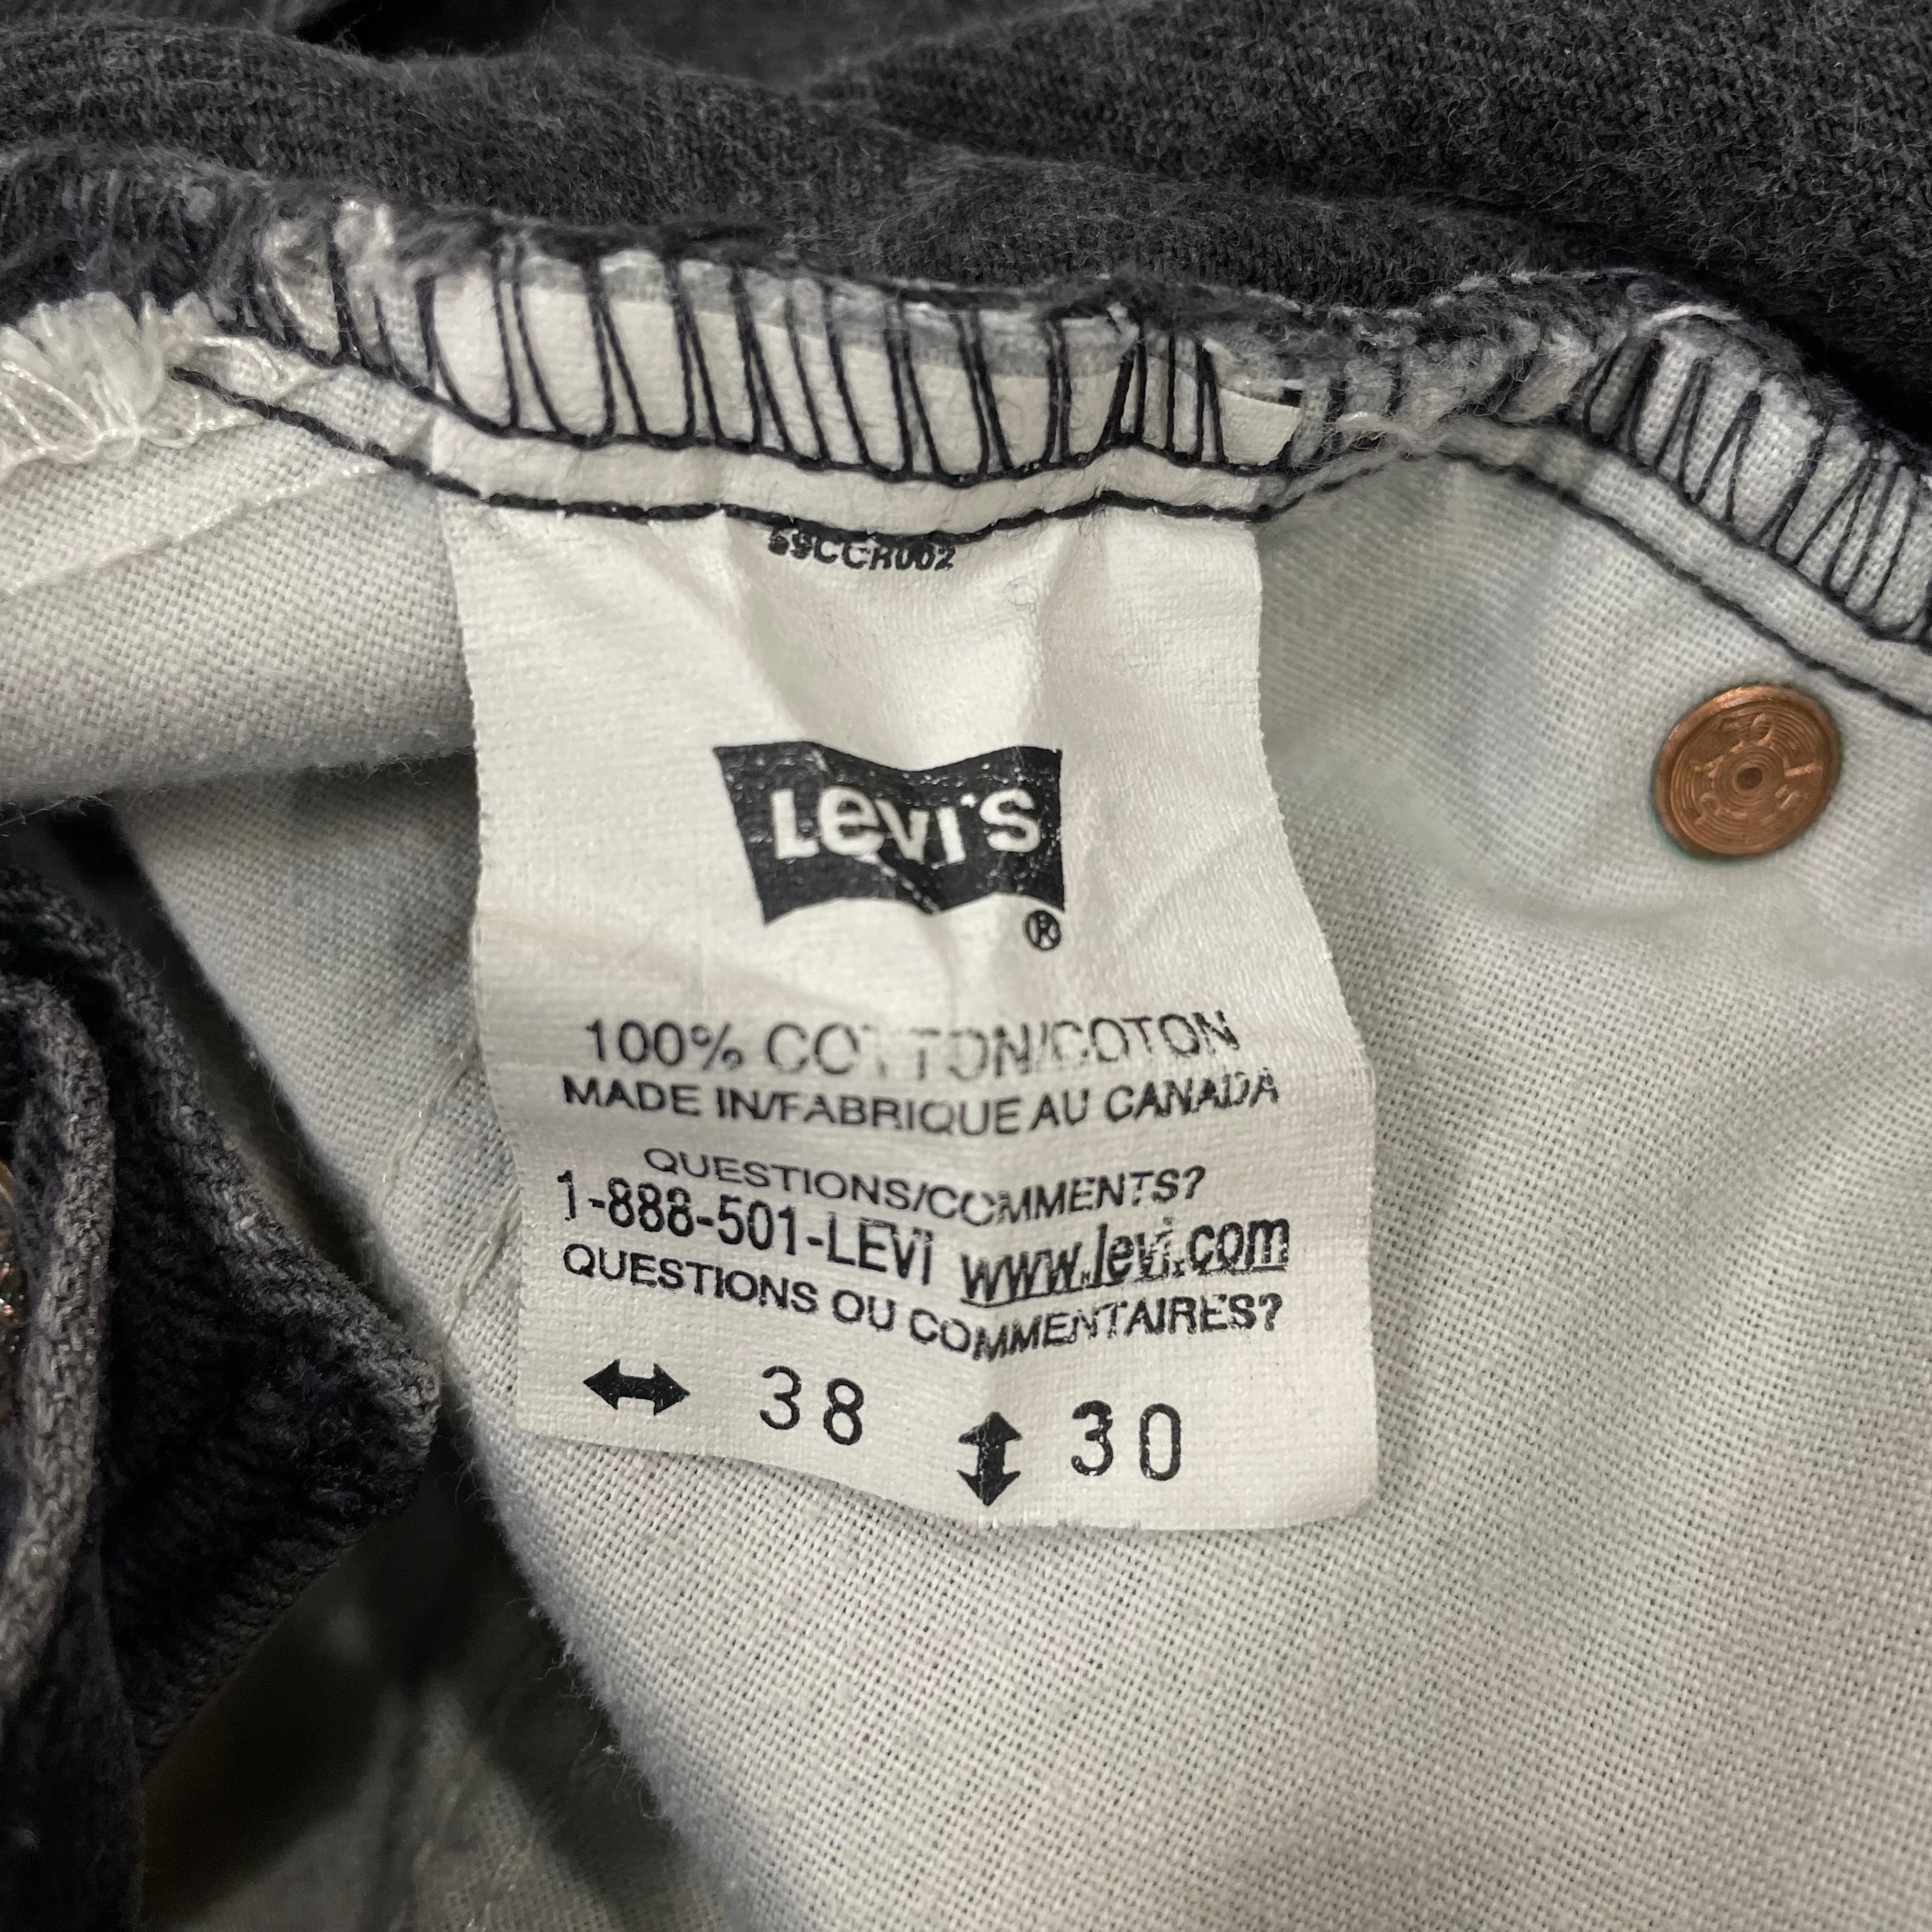 Levi's
®
100% COTTON/COTON
MADE IN/FABRIQUE AU CANADA
QUESTIONS/COMMENTS?
1-888-501-LEVI www.levi.com
QUESTIONS OU COMMENTAIRES?
38 30